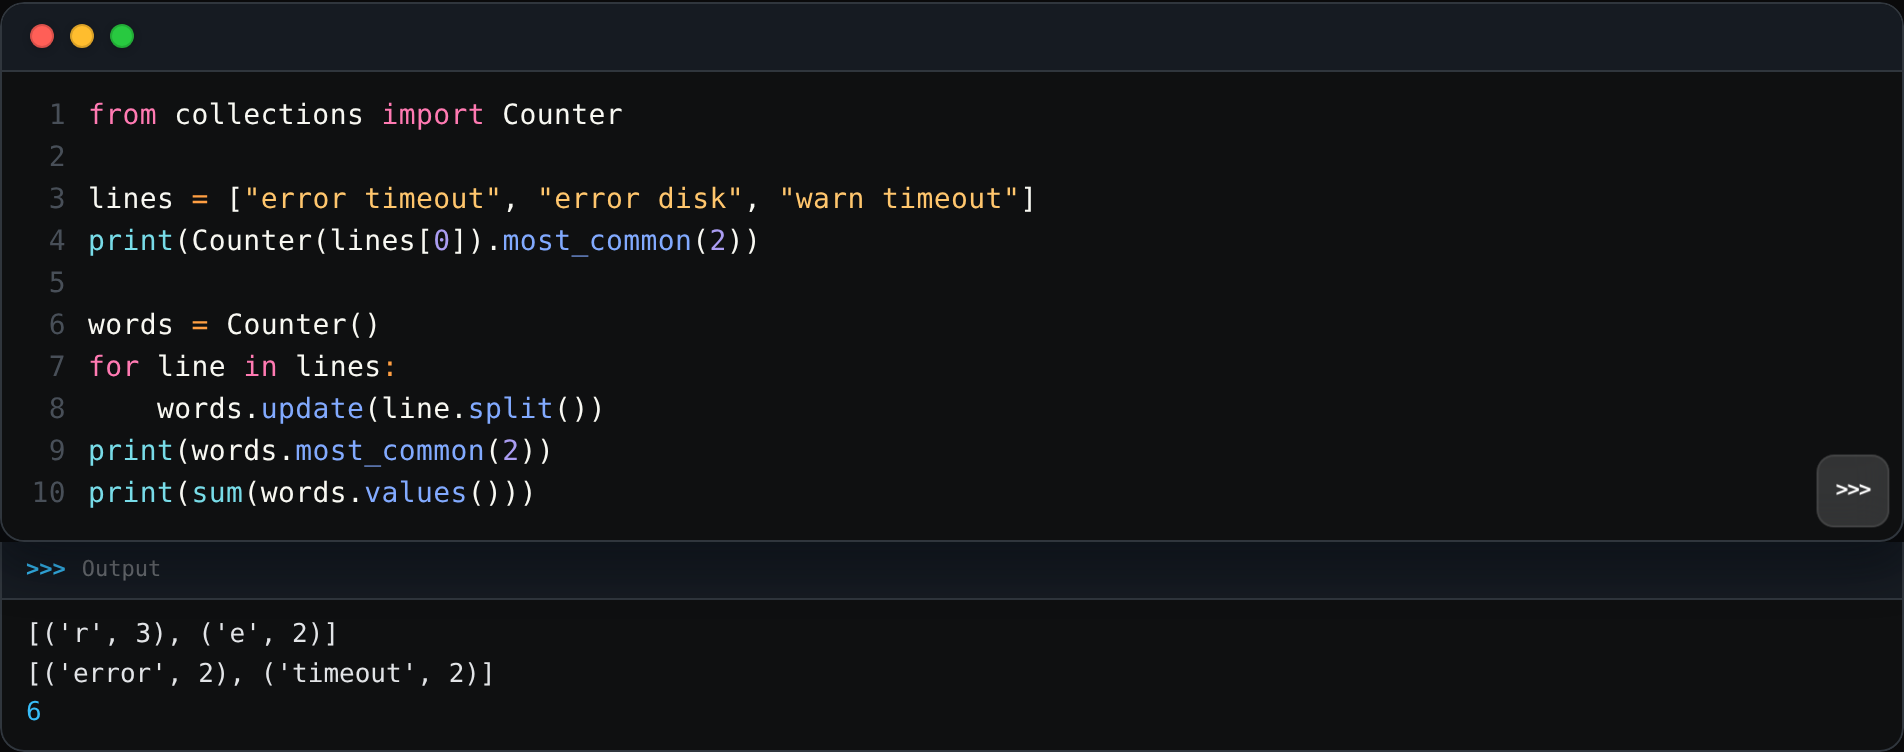 1 from collections import Counter
2
3 lines = ["error timeout", "error disk", "warn timeout"]
4 print(Counter(lines[0]).most_common(2))
5
6 words = Counter()
7 for line in lines:
8     words.update(line.split())
9 print(words.most_common(2))
10 print(sum(words.values()))
>>>
>>> Output
[('r', 3), ('e', 2)]
[('error', 2), ('timeout', 2)]
6